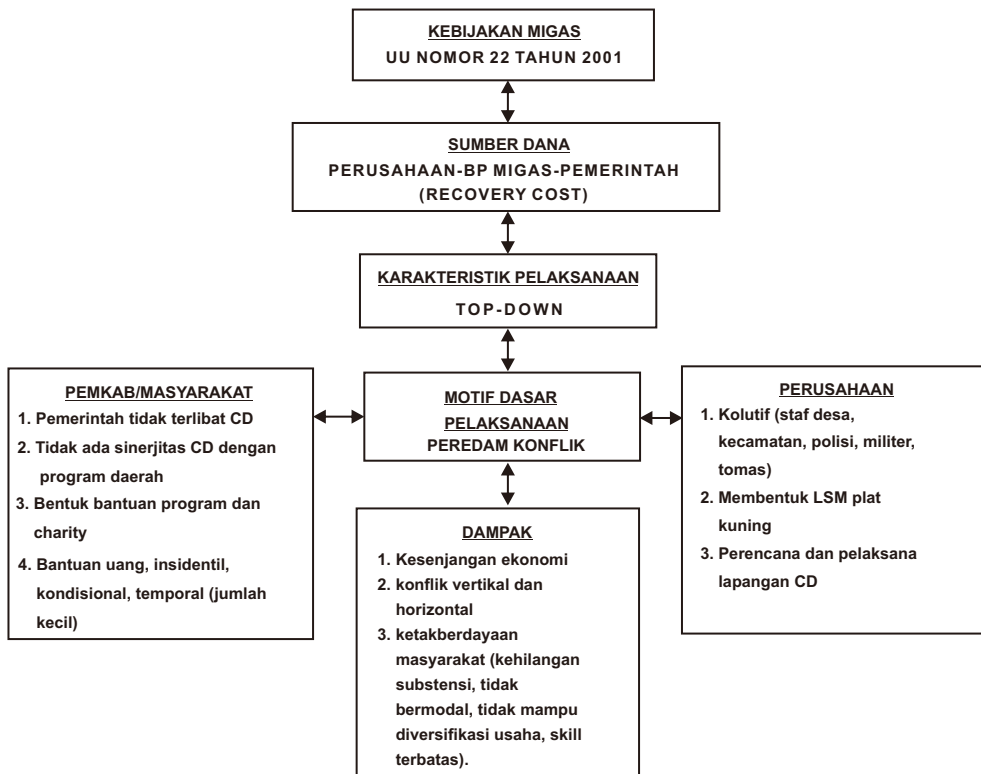 KEBIJAKAN MIGAS
UU NOMOR 22 TAHUN 2001
SUMBER DANA
PERUSAHAAN-BP MIGAS-PEMERINTAH
(RECOVERY COST)
KARAKTERISTIK PELAKSANAAN
TOP-DOWN
PEMKAB/MASYARAKAT
1. Pemerintah tidak terlibat CD
2. Tidak ada sinerjitas CD dengan
program daerah
3. Bentuk bantuan program dan
charity
4. Bantuan uang, insidentil,
kondisional, temporal (jumlah
kecil)
MOTIF DASAR
PELAKSANAAN
PEREDAM KONFLIK
PERUSAHAAN
1. Kolutif (staf desa,
kecamatan, polisi, militer,
tomas)
2. Membentuk LSM plat
kuning
3. Perencana dan pelaksana
lapangan CD
DAMPAK
1. Kesenjangan ekonomi
2. konflik vertikal dan
horizontal
3. ketakberdayaan
masyarakat (kehilangan
substensi, tidak
bermodal, tidak mampu
diversifikasi usaha, skill
terbatas).